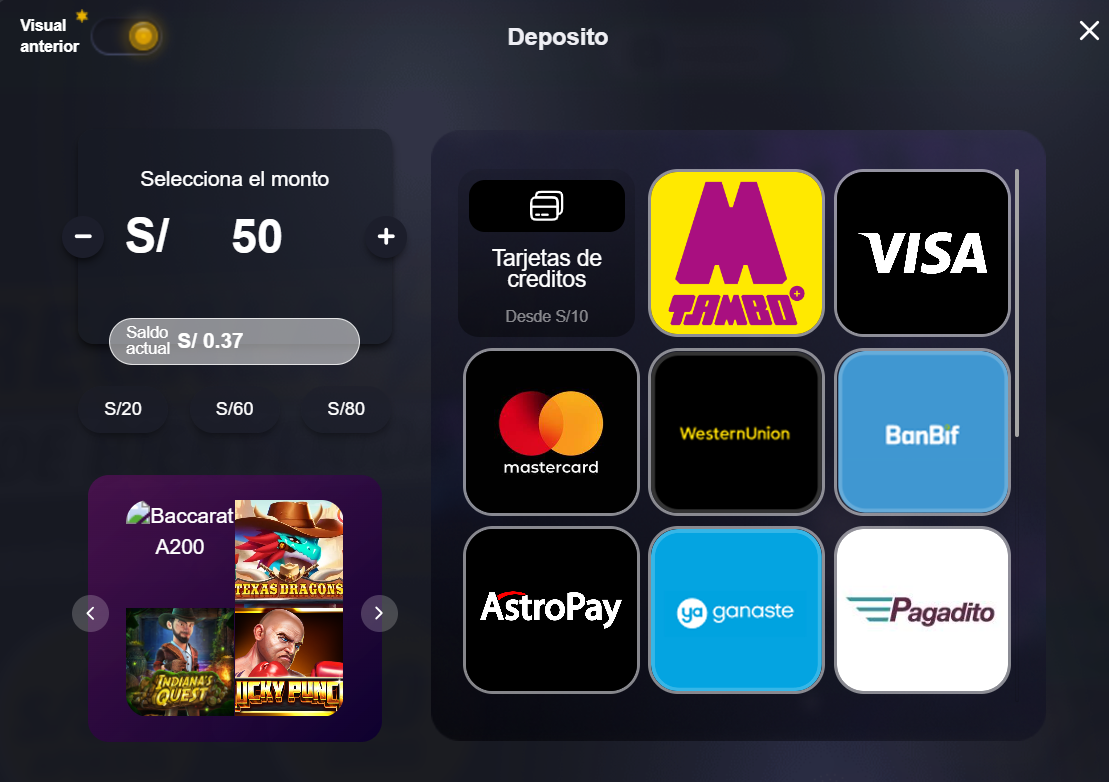 Visual
anterior
Deposito
Selecciona el monto
S/ 50
Saldo
actual
S/ 0.37
S/20
S/60
S/80
Baccarat
A200
TEXAS DRAGONS
INDIANA'S
QUEST
LUCKY PUNCH
Tarjetas de
creditos
Desde S/10
TAMBO+
VISA
mastercard
WesternUnion
BanBif
AstroPay
ya ganaste
Pagadito